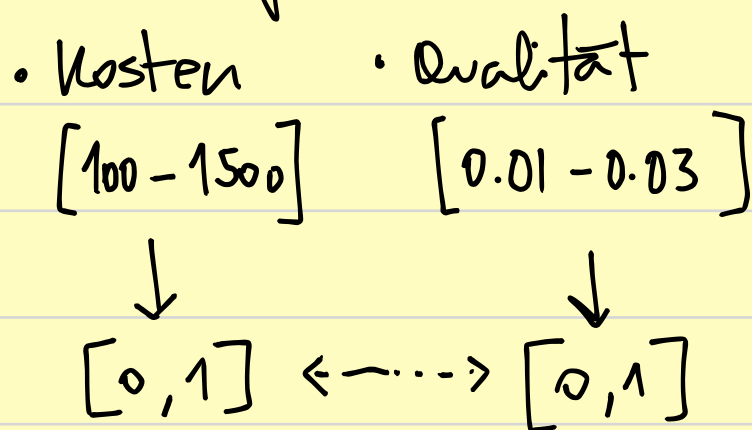 • Kosten • Qualität
[100 - 1500] [0.01 - 0.03]
↓ ↓
[0,1] <-----> [0,1]